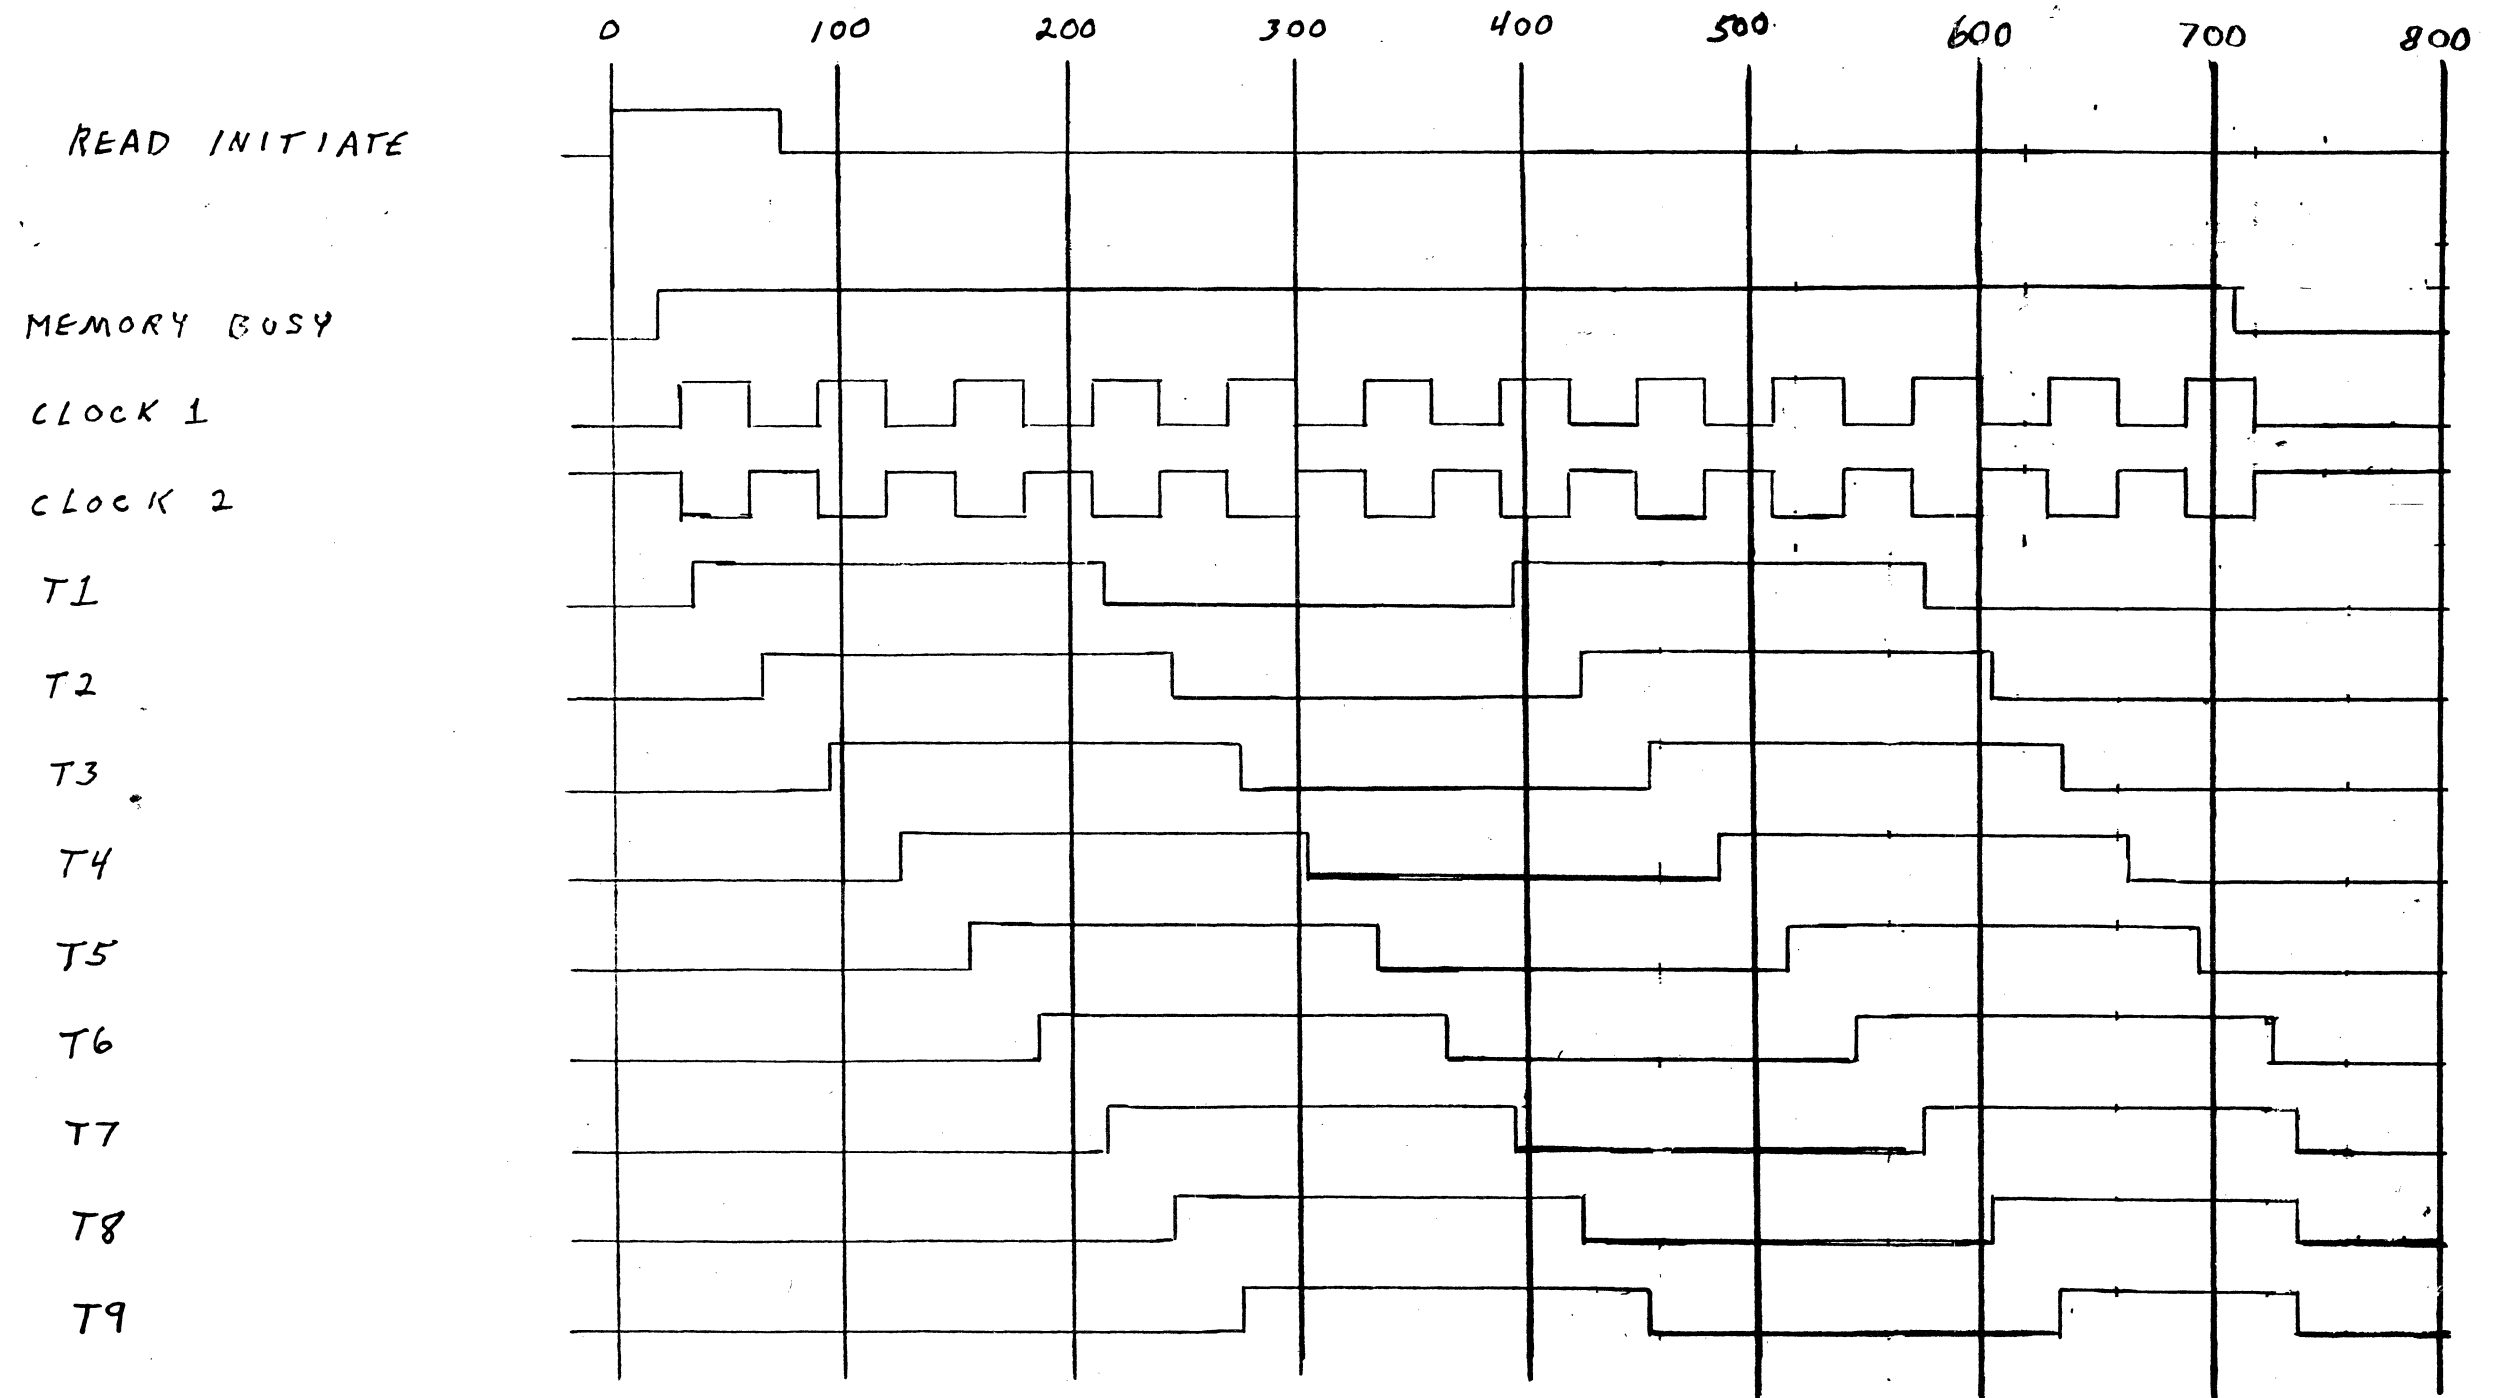 0 100 200 300 400 500 600 700 800
READ INITIATE
MEMORY BUSY
CLOCK 1
CLOCK 2
T1
T2
T3
T4
T5
T6
T7
T8
T9